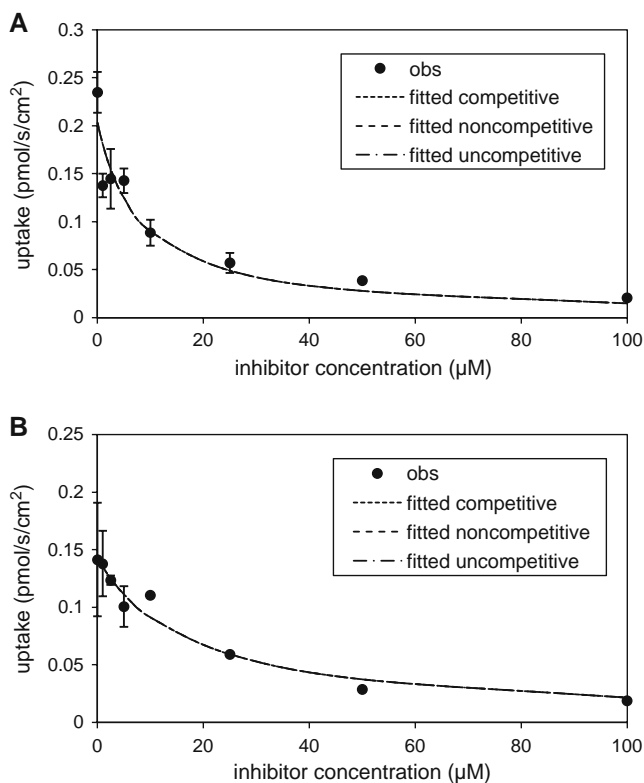 A
0.3
0.25
0.2
0.15
0.1
0.05
0
uptake (pmol/s/cm²)
obs
fitted competitive
fitted noncompetitive
fitted uncompetitive
0 20 40 60 80 100
inhibitor concentration (µM)
B
0.25
0.2
0.15
0.1
0.05
0
uptake (pmol/s/cm²)
obs
fitted competitive
fitted noncompetitive
fitted uncompetitive
0 20 40 60 80 100
inhibitor concentration (µM)